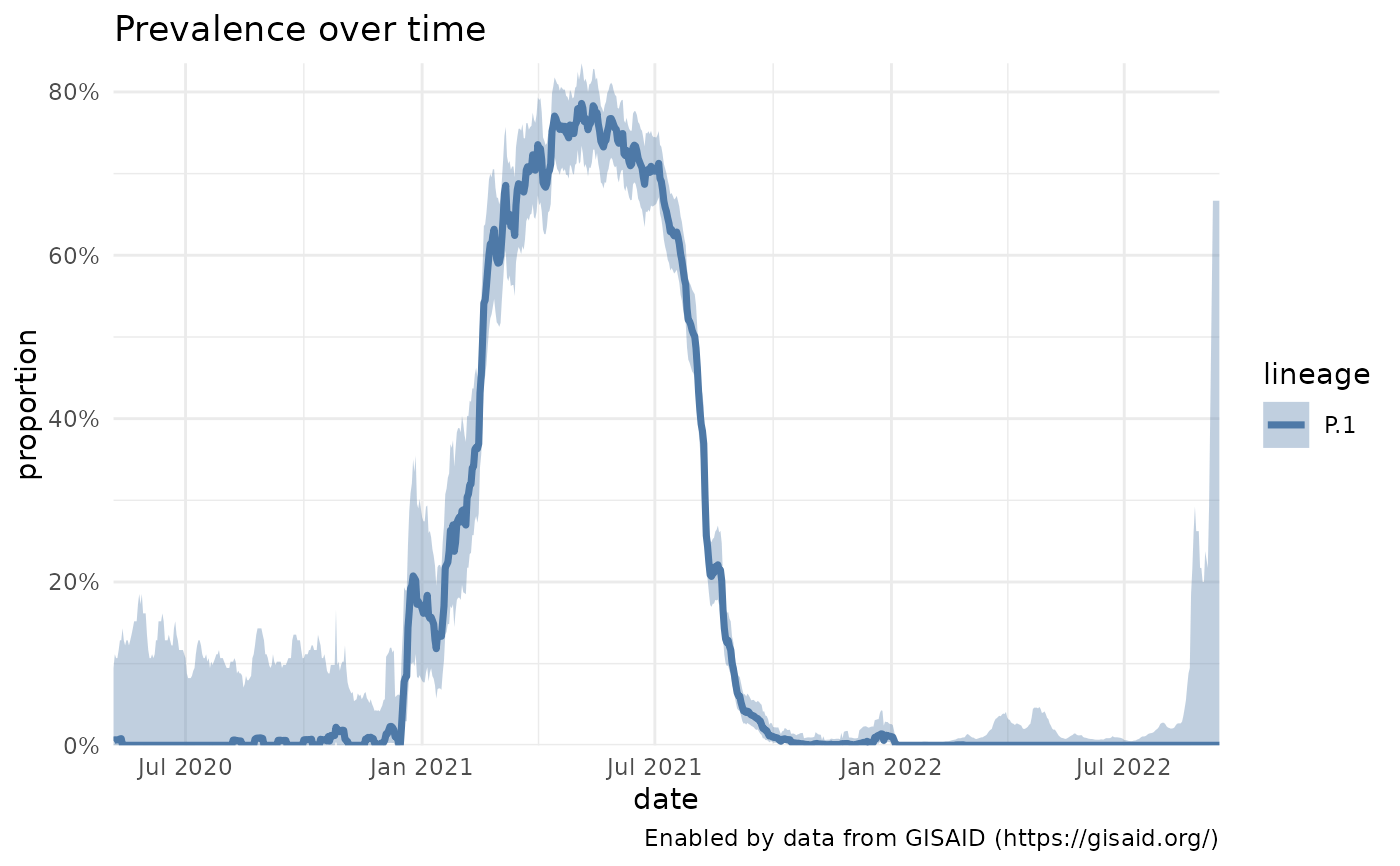 Prevalence over time
80%
60%
40%
20%
0%
proportion
Jul 2020
Jan 2021
Jul 2021
Jan 2022
Jul 2022
date
lineage
P.1
Enabled by data from GISAID (https://gisaid.org/)